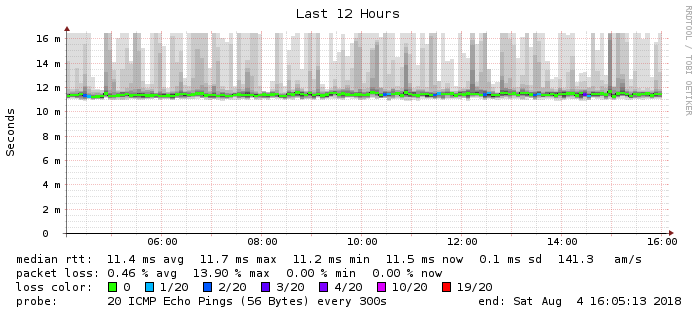 Last 12 Hours
RRDTOOL / TOBI OETIKER
Seconds
16 m
14 m
12 m
10 m
8 m
6 m
4 m
2 m
0
06:00 08:00 10:00 12:00 14:00 16:00
median rtt: 11.4 ms avg 11.7 ms max 11.2 ms min 11.5 ms now 0.1 ms sd 141.3 am/s
packet loss: 0.46 % avg 13.90 % max 0.00 % min 0.00 % now
loss color: 0 1/20 2/20 3/20 4/20 10/20 19/20
probe: 20 ICMP Echo Pings (56 Bytes) every 300s end: Sat Aug 4 16:05:13 2018